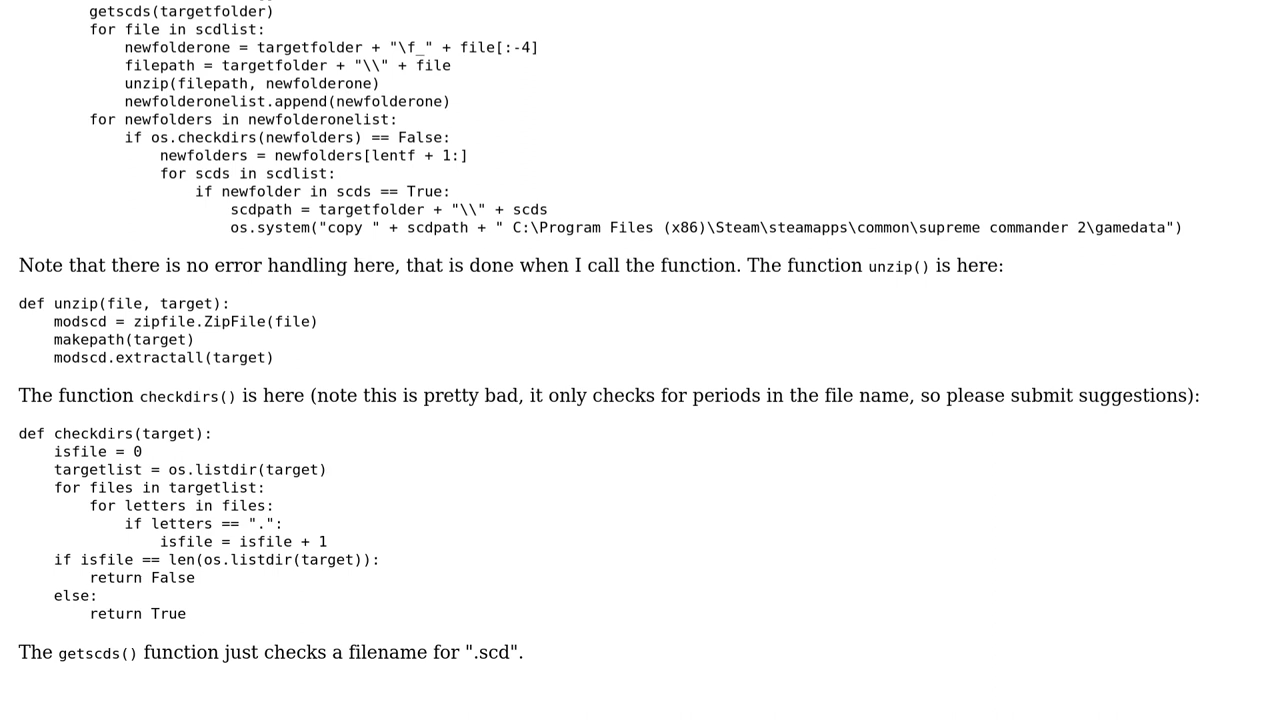 getscds(targetfolder)
        for file in scdlist:
            newfolderone = targetfolder + "\f_" + file[:-4]
            filepath = targetfolder + "\\" + file
            unzip(filepath, newfolderone)
            newfolderonelist.append(newfolderone)
        for newfolders in newfolderonelist:
            if os.checkdirs(newfolders) == False:
                newfolders = newfolders[lentf + 1:]
                for scds in scdlist:
                    if newfolder in scds == True:
                        scdpath = targetfolder + "\\" + scds
                        os.system("copy " + scdpath + " C:\Program Files (x86)\Steam\steamapps\common\supreme commander 2\gamedata")
Note that there is no error handling here, that is done when I call the function. The function unzip() is here:
def unzip(file, target):
    modscd = zipfile.ZipFile(file)
    makepath(target)
    modscd.extractall(target)
The function checkdirs() is here (note this is pretty bad, it only checks for periods in the file name, so please submit suggestions):
def checkdirs(target):
    isfile = 0
    targetlist = os.listdir(target)
    for files in targetlist:
        for letters in files:
            if letters == ".":
                isfile = isfile + 1
    if isfile == len(os.listdir(target)):
        return False
    else:
        return True
The getscds() function just checks a filename for ".scd".